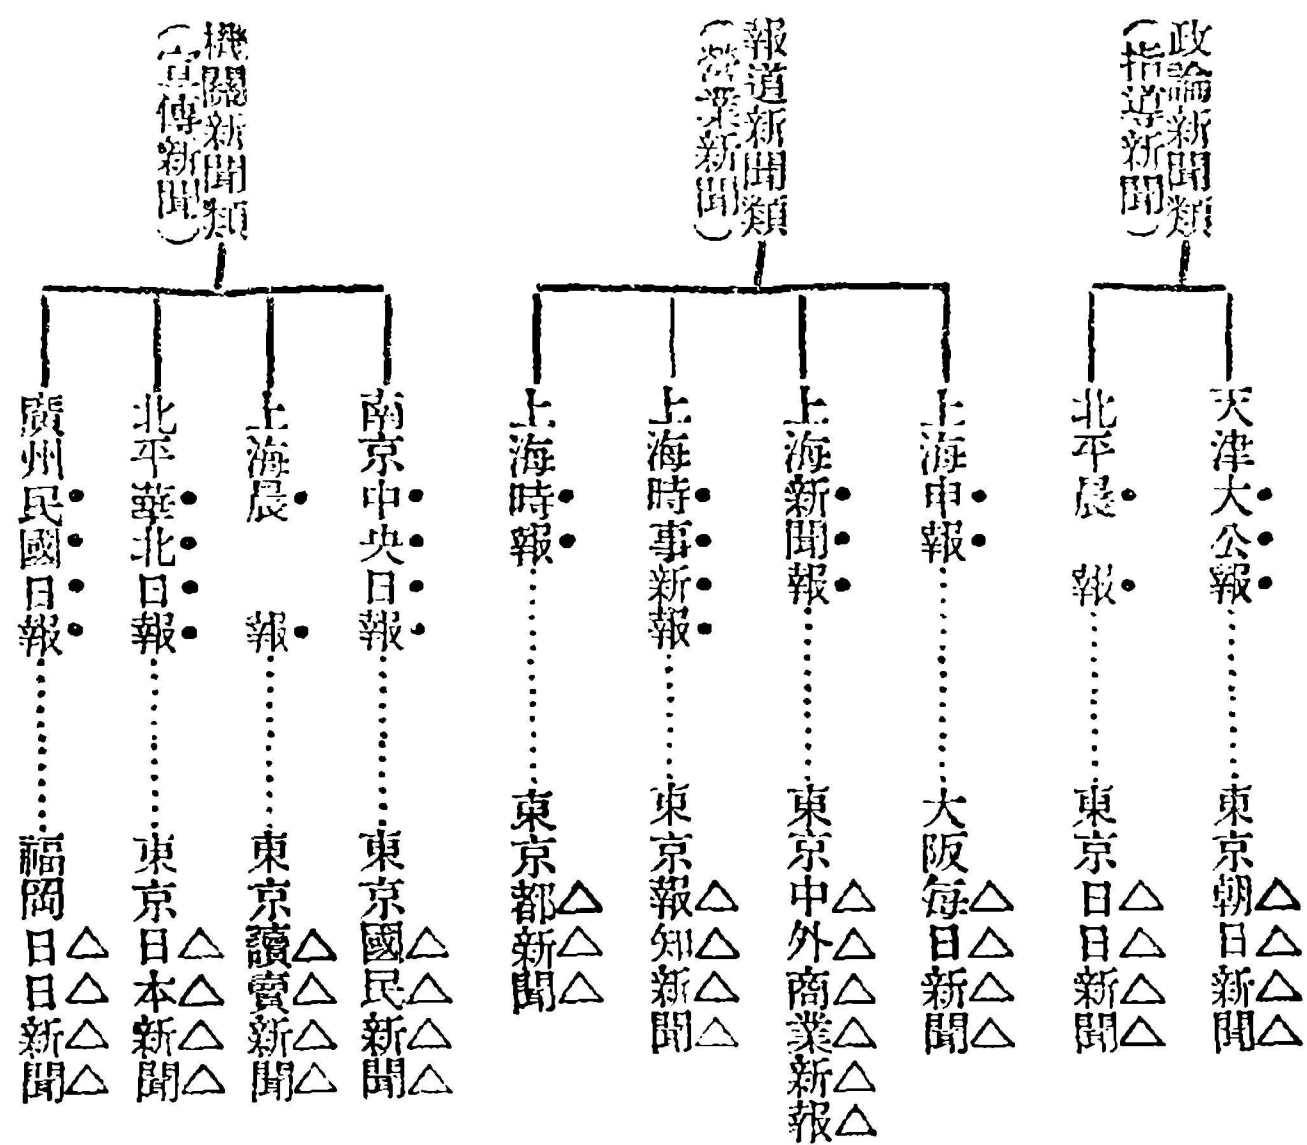 政論新聞類
(指導新聞)
天津大公報……東京朝日新聞
北平晨報……東京日日新聞
報道新聞類
(營業新聞)
上海申報……大阪每日新聞
上海新聞報……東京中外商業新報
上海時事新報……東京報知新聞
上海時報……東京都新聞
機關新聞類
(宣傳新聞)
南京中央日報……東京國民新聞
上海晨報……東京讀賣新聞
北平華北日報……東京日本新聞
廣州民國日報……福岡日日新聞